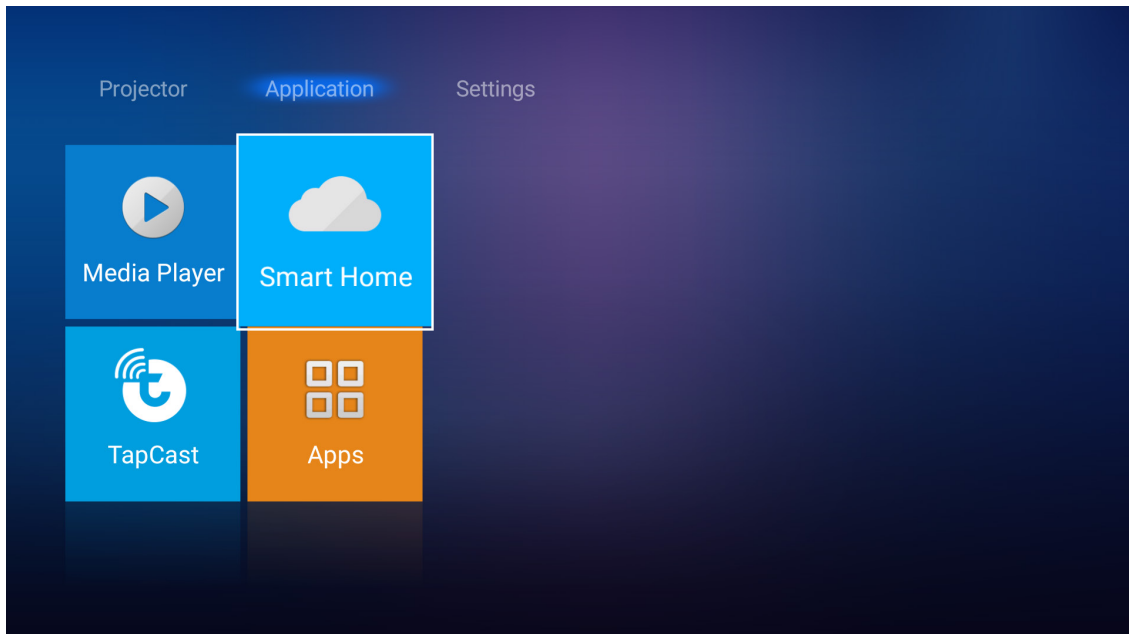 Projector Application Settings
Media Player
Smart Home
TapCast
Apps